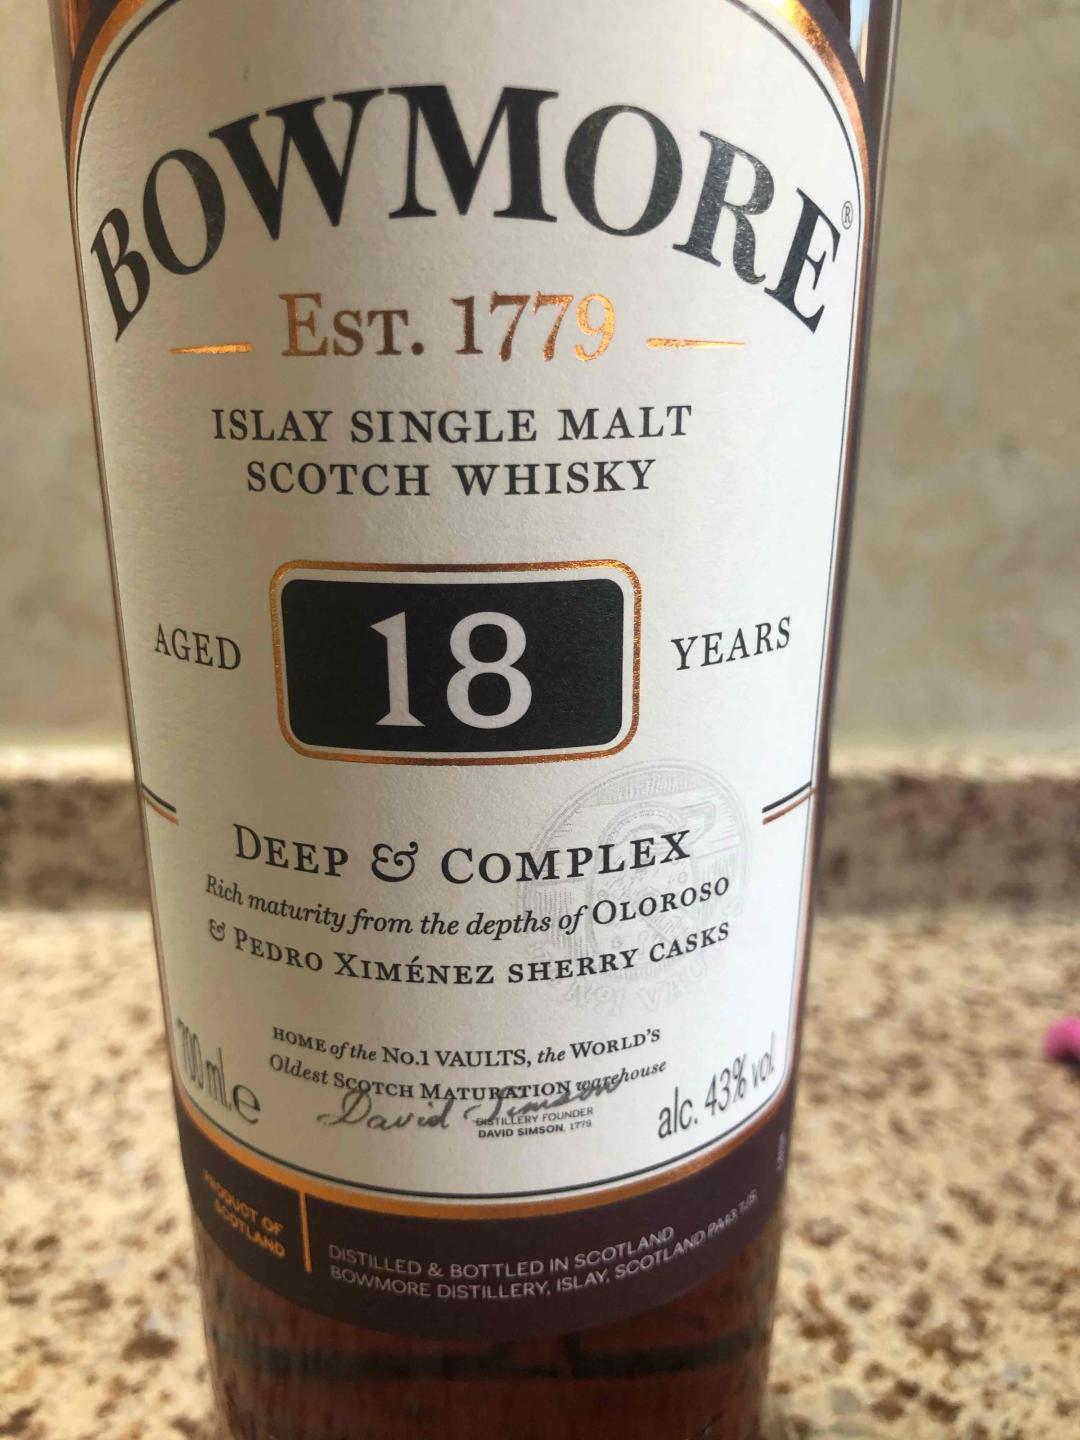 BOWMORE®
EST. 1779
ISLAY SINGLE MALT
SCOTCH WHISKY
AGED 18 YEARS
DEEP & COMPLEX
Rich maturity from the depths of OLOROSO
& PEDRO XIMÉNEZ SHERRY CASKS
HOME of the No.1 VAULTS, the WORLD'S
Oldest SCOTCH MATURATION warehouse
David Simson
DISTILLERY FOUNDER
DAVID SIMSON, 1779
700 ml.e
alc. 43% vol.
PRODUCT OF
SCOTLAND
DISTILLED & BOTTLED IN SCOTLAND
BOWMORE DISTILLERY, ISLAY, SCOTLAND PA43 7JS